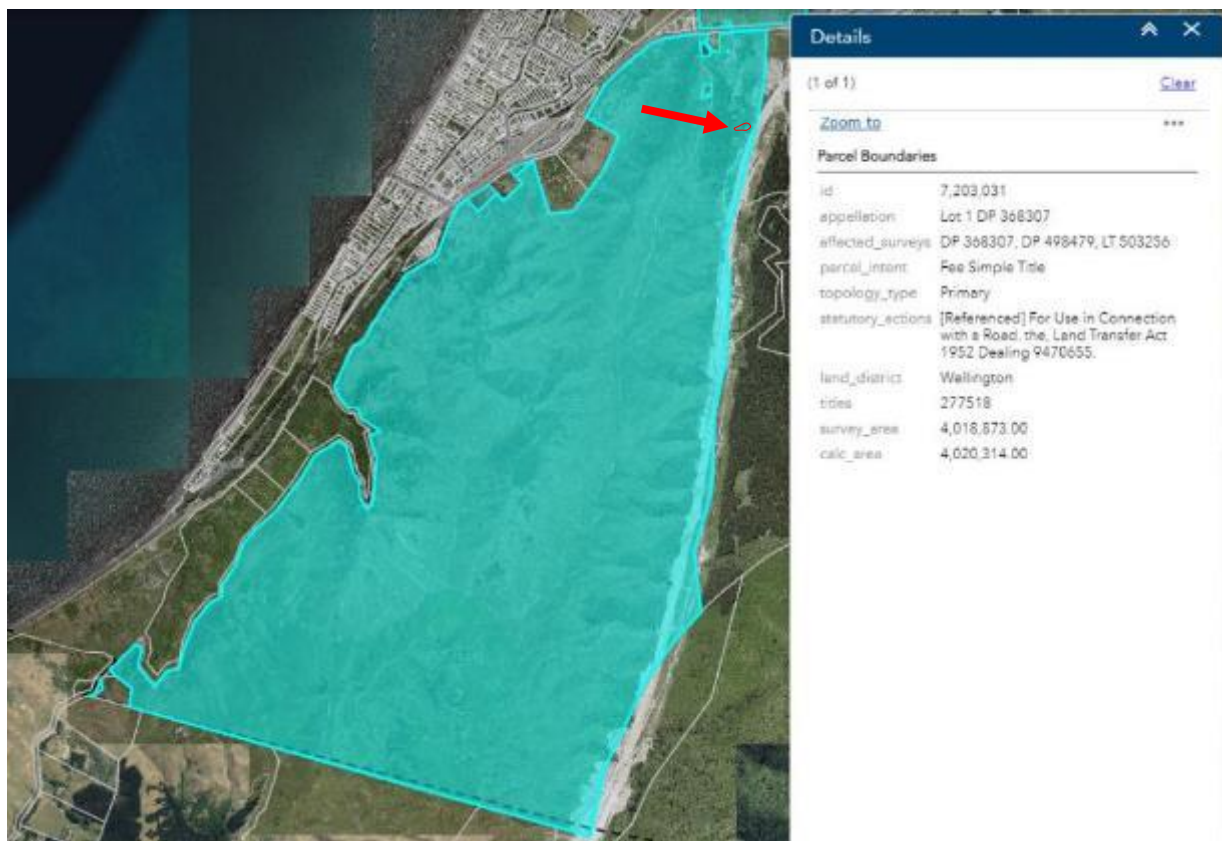 Details
(1 of 1) Clear
Zoom to ...
Parcel Boundaries
id 7,203,031
appellation Lot 1 DP 368307
affected_surveys DP 368307, DP 498479, LT 503256
parcel_intent Fee Simple Title
topology_type Primary
statutory_actions [Referenced] For Use in Connection
with a Road, the, Land Transfer Act
1952 Dealing 9470655.
land_district Wellington
titles 277518
survey_area 4,018,873.00
calc_area 4,020,314.00